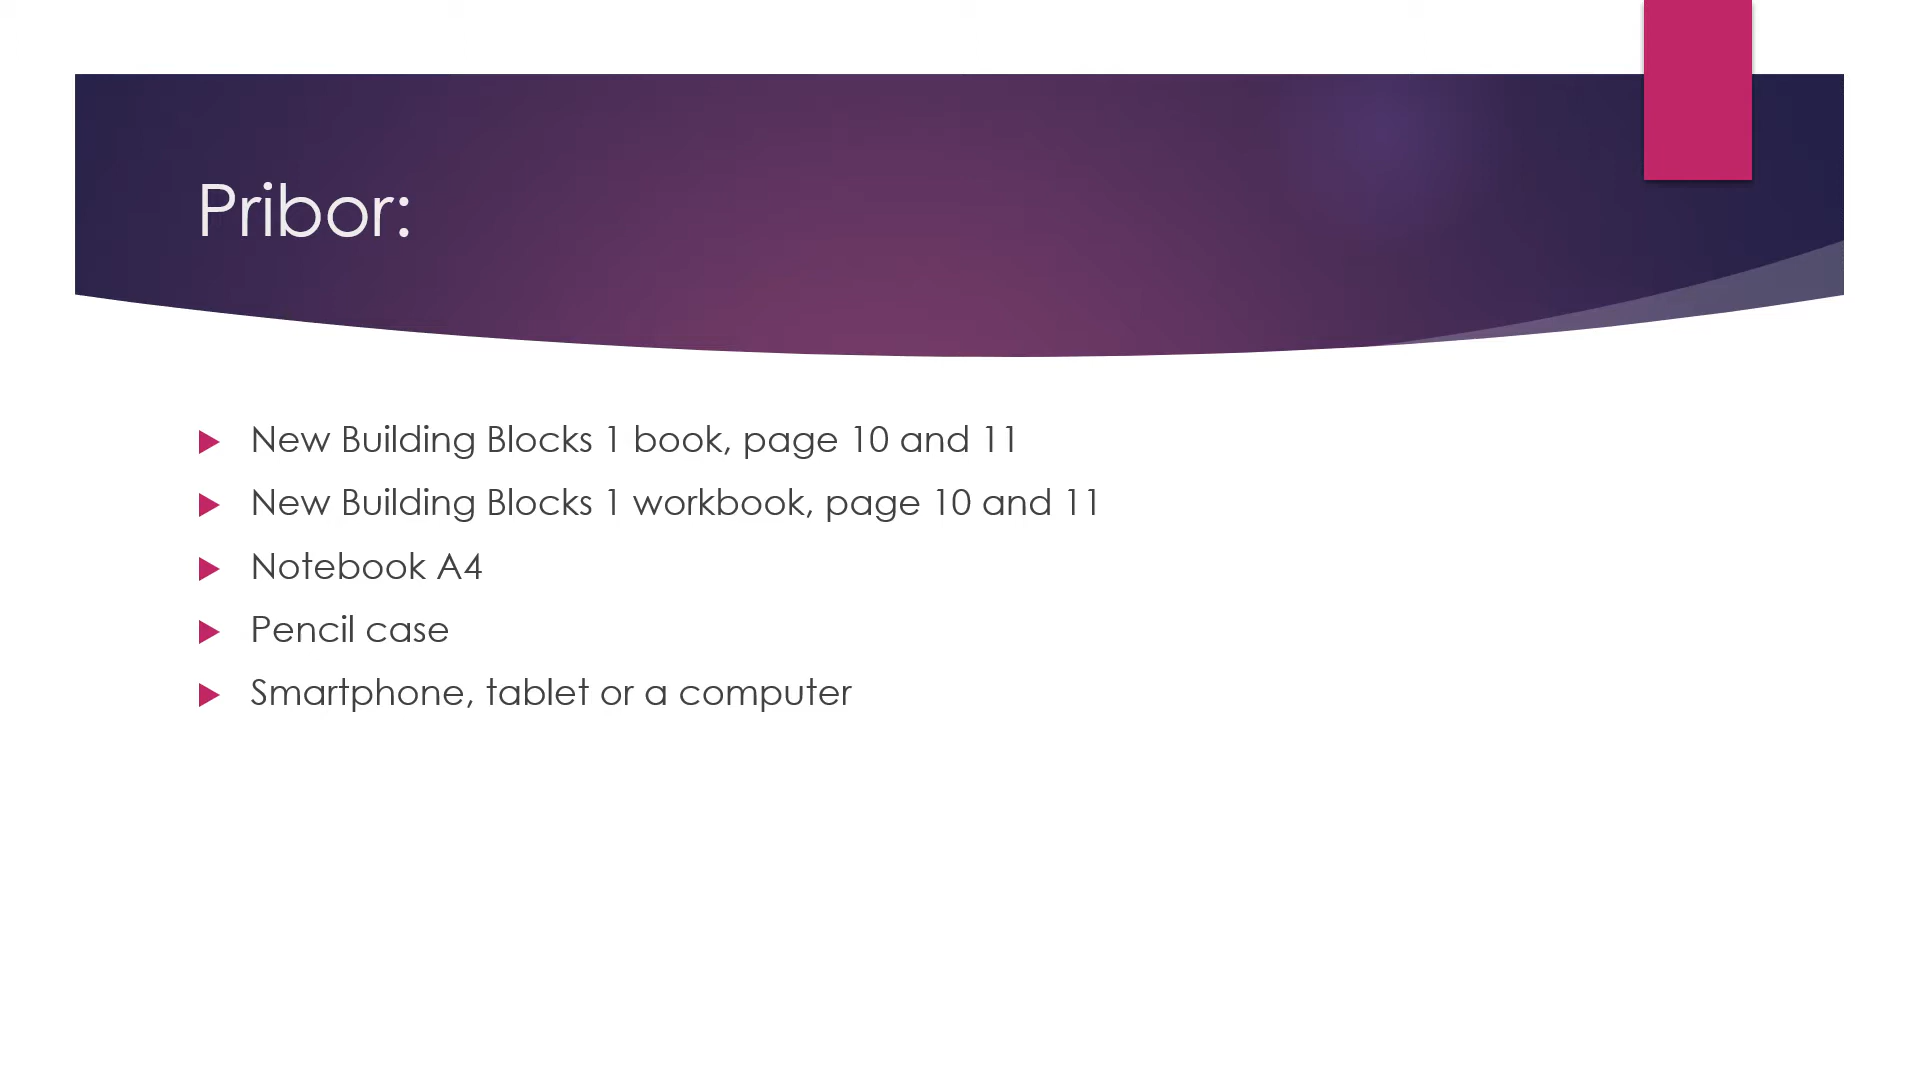 Pribor:
New Building Blocks 1 book, page 10 and 11
New Building Blocks 1 workbook, page 10 and 11
Notebook A4
Pencil case
Smartphone, tablet or a computer